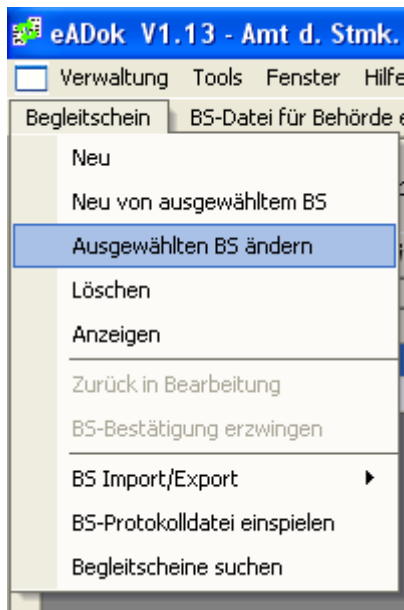 eADok V1.13 - Amt d. Stmk.
Verwaltung Tools Fenster Hilfe
Begleitschein BS-Datei für Behörde
Neu
Neu von ausgewähltem BS
Ausgewählten BS ändern
Löschen
Anzeigen
Zurück in Bearbeitung
BS-Bestätigung erzwingen
BS Import/Export
BS-Protokolldatei einspielen
Begleitscheine suchen